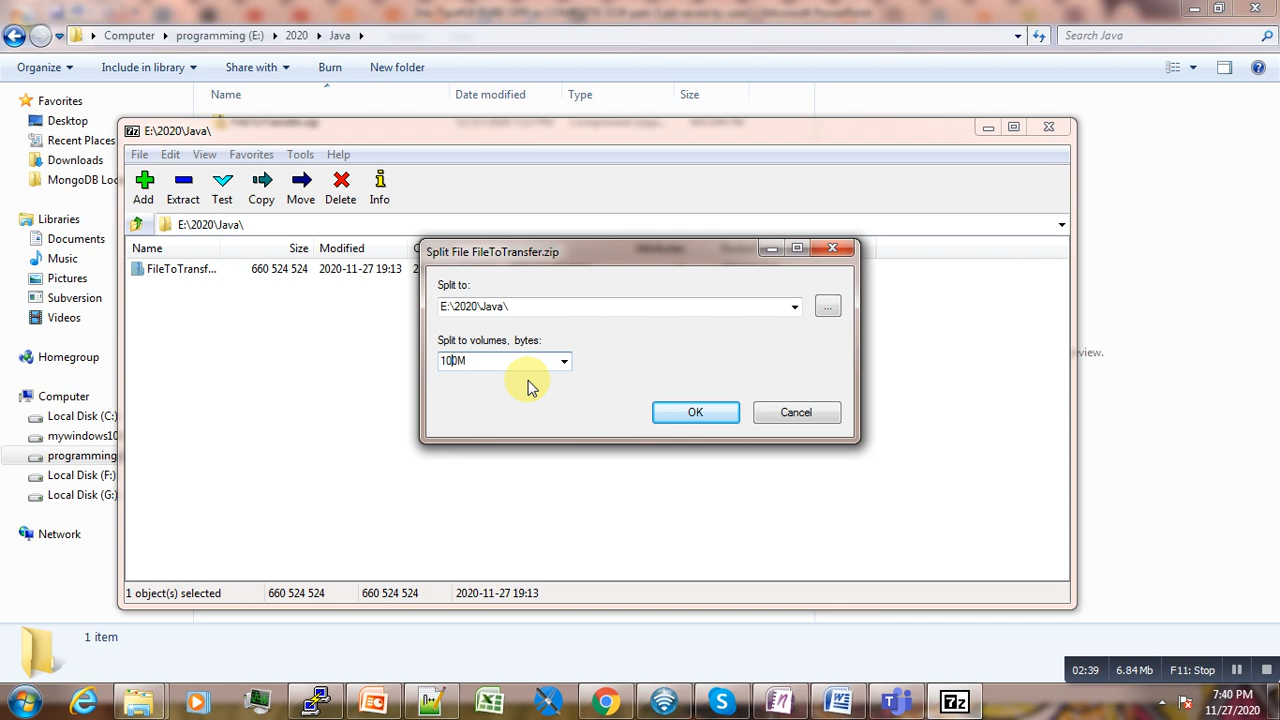 Computer programming (E:) 2020 Java
Search Java
Organize Include in library Share with Burn New folder
Name Date modified Type Size
Favorites
Desktop
Recent Places
Downloads
MongoDB Loc
Libraries
Documents
Music
Pictures
Subversion
Videos
Homegroup
Computer
Local Disk (C:)
mywindows10
programming
Local Disk (F:)
Local Disk (G:)
Network
FileToTransfer.zip
E:\2020\Java\
File Edit View Favorites Tools Help
Add Extract Test Copy Move Delete Info
E:\2020\Java\
Name Size Modified
FileToTransf... 660 524 524 2020-11-27 19:13
Split File FileToTransfer.zip
Split to:
E:\2020\Java\
...
Split to volumes, bytes:
100M
OK Cancel
1 object(s) selected 660 524 524 660 524 524 2020-11-27 19:13
eview.
1 item
02:39 6.84 Mb F11: Stop
7:40 PM
11/27/2020